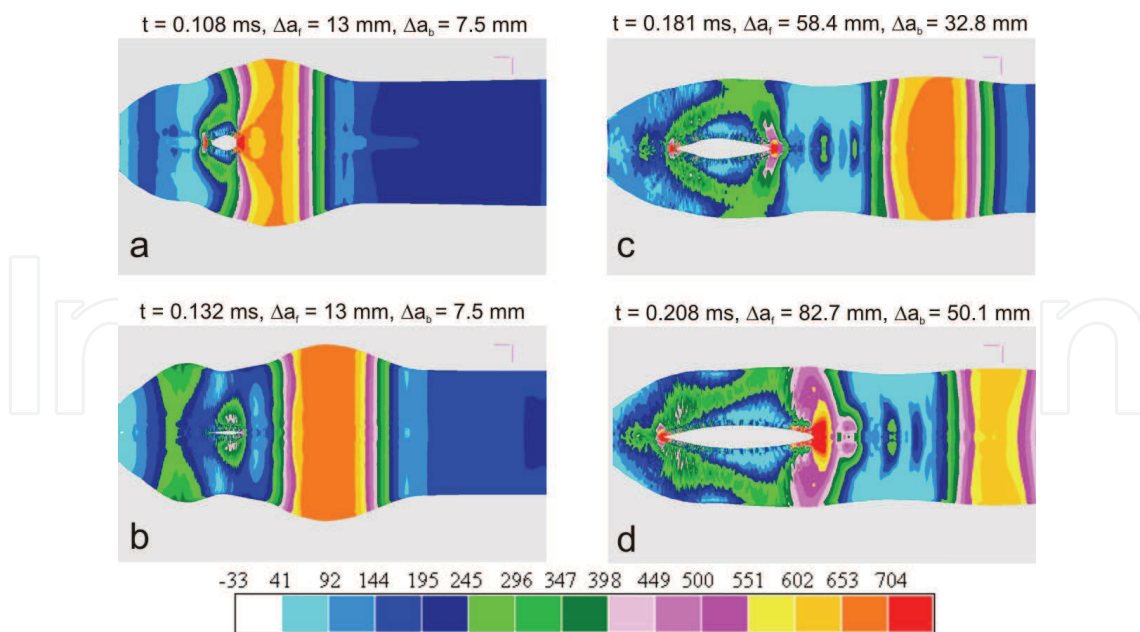 t = 0.108 ms, Δa_f = 13 mm, Δa_b = 7.5 mm
a
t = 0.132 ms, Δa_f = 13 mm, Δa_b = 7.5 mm
b
t = 0.181 ms, Δa_f = 58.4 mm, Δa_b = 32.8 mm
c
t = 0.208 ms, Δa_f = 82.7 mm, Δa_b = 50.1 mm
d
-33 41 92 144 195 245 296 347 398 449 500 551 602 653 704